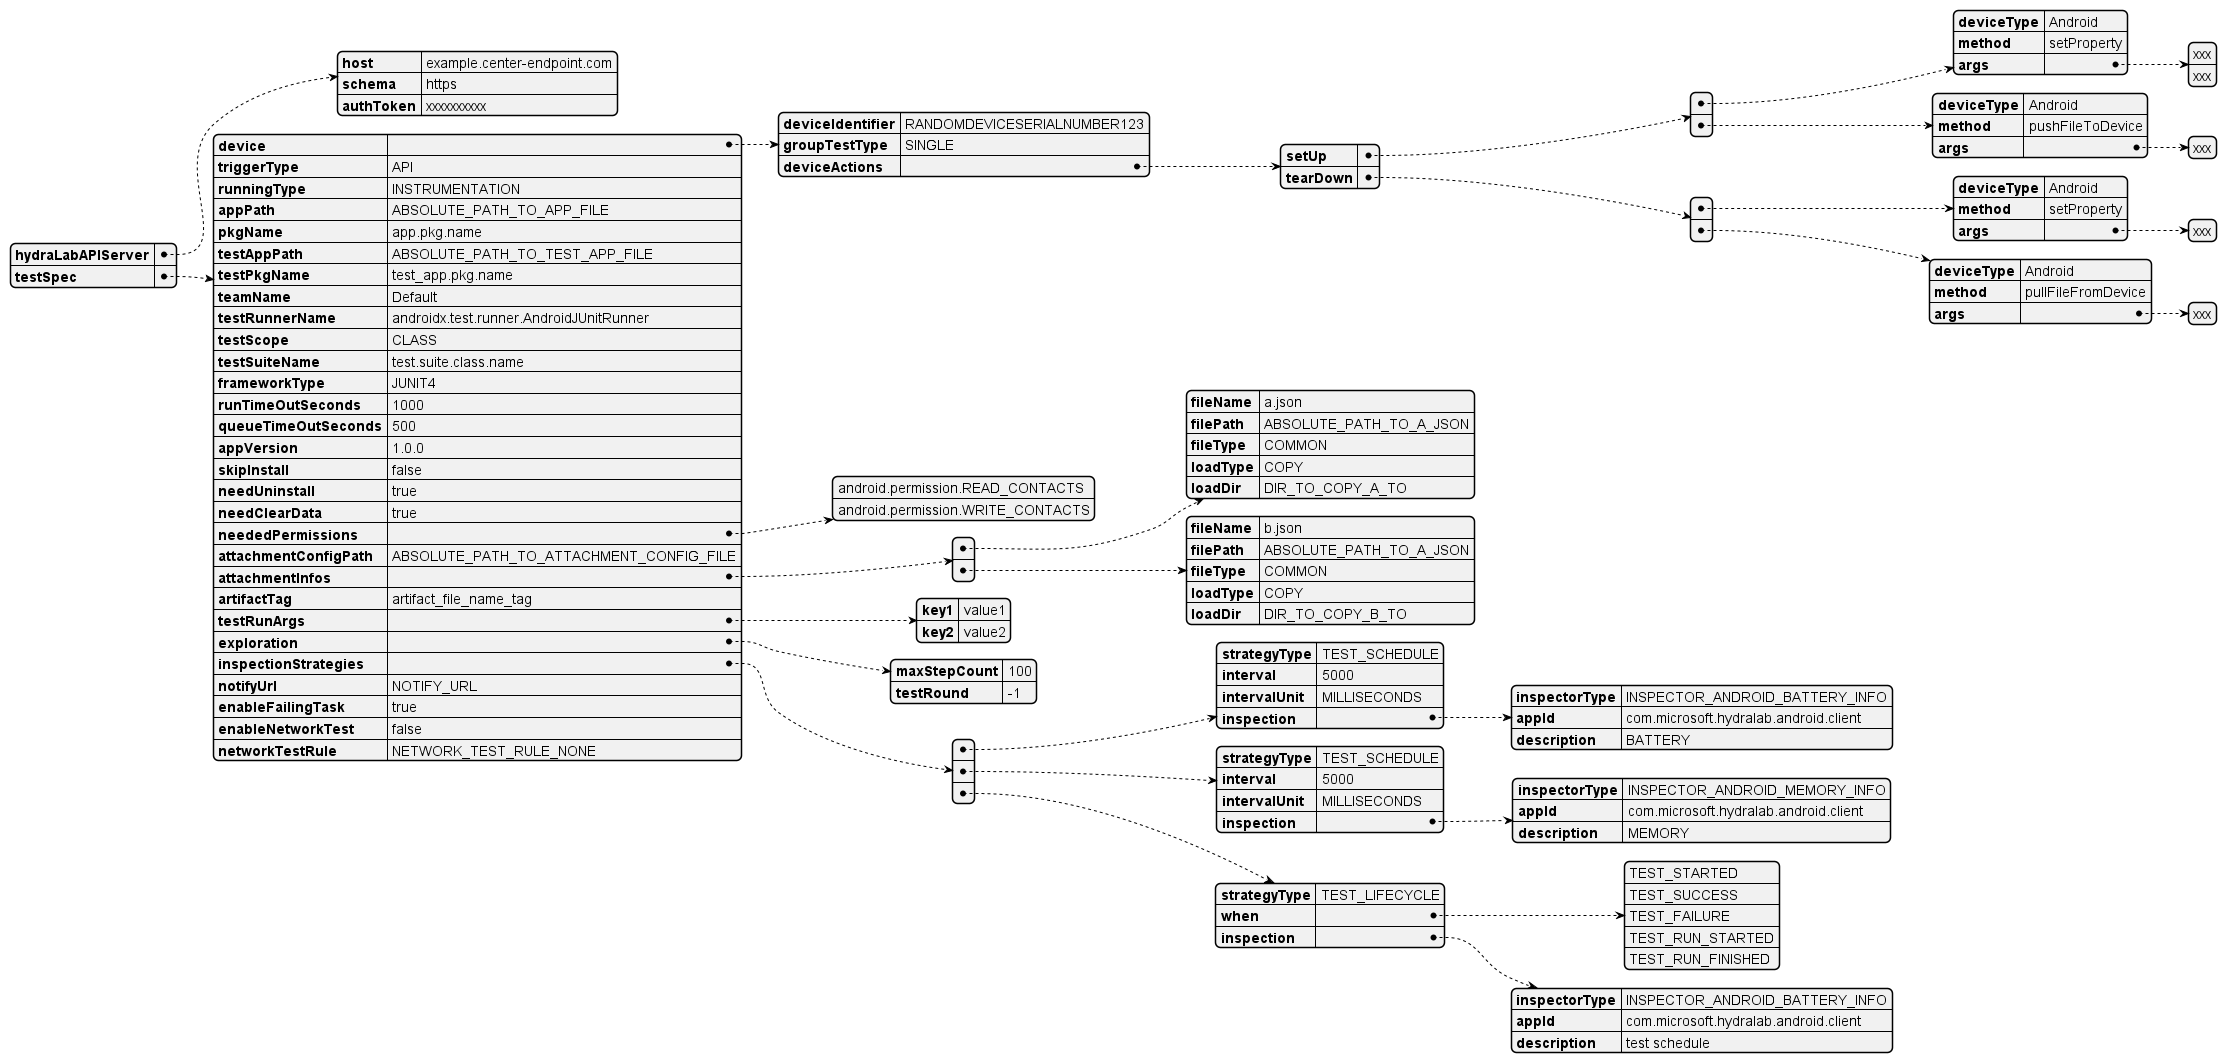 hydraLabAPIServer
testSpec
host example.center-endpoint.com
schema https
authToken xxxxxxxxxx
device
triggerType API
runningType INSTRUMENTATION
appPath ABSOLUTE_PATH_TO_APP_FILE
pkgName app.pkg.name
testAppPath ABSOLUTE_PATH_TO_TEST_APP_FILE
testPkgName test_app.pkg.name
teamName Default
testRunnerName androidx.test.runner.AndroidJUnitRunner
testScope CLASS
testSuiteName test.suite.class.name
frameworkType JUNIT4
runTimeOutSeconds 1000
queueTimeOutSeconds 500
appVersion 1.0.0
skipInstall false
needUninstall true
needClearData true
neededPermissions
attachmentConfigPath ABSOLUTE_PATH_TO_ATTACHMENT_CONFIG_FILE
attachmentInfos
artifactTag artifact_file_name_tag
testRunArgs
exploration
inspectionStrategies
notifyUrl NOTIFY_URL
enableFailingTask true
enableNetworkTest false
networkTestRule NETWORK_TEST_RULE_NONE
deviceIdentifier RANDOMDEVICESERIALNUMBER123
groupTestType SINGLE
deviceActions
setUp
tearDown
deviceType Android
method setProperty
args
xxx
xxx
deviceType Android
method pushFileToDevice
args
xxx
deviceType Android
method setProperty
args
xxx
deviceType Android
method pullFileFromDevice
args
xxx
android.permission.READ_CONTACTS
android.permission.WRITE_CONTACTS
fileName a.json
filePath ABSOLUTE_PATH_TO_A_JSON
fileType COMMON
loadType COPY
loadDir DIR_TO_COPY_A_TO
fileName b.json
filePath ABSOLUTE_PATH_TO_A_JSON
fileType COMMON
loadType COPY
loadDir DIR_TO_COPY_B_TO
key1 value1
key2 value2
maxStepCount 100
testRound -1
strategyType TEST_SCHEDULE
interval 5000
intervalUnit MILLISECONDS
inspection
inspectorType INSPECTOR_ANDROID_BATTERY_INFO
appId com.microsoft.hydralab.android.client
description BATTERY
strategyType TEST_SCHEDULE
interval 5000
intervalUnit MILLISECONDS
inspection
inspectorType INSPECTOR_ANDROID_MEMORY_INFO
appId com.microsoft.hydralab.android.client
description MEMORY
strategyType TEST_LIFECYCLE
when
inspection
TEST_STARTED
TEST_SUCCESS
TEST_FAILURE
TEST_RUN_STARTED
TEST_RUN_FINISHED
inspectorType INSPECTOR_ANDROID_BATTERY_INFO
appId com.microsoft.hydralab.android.client
description test schedule